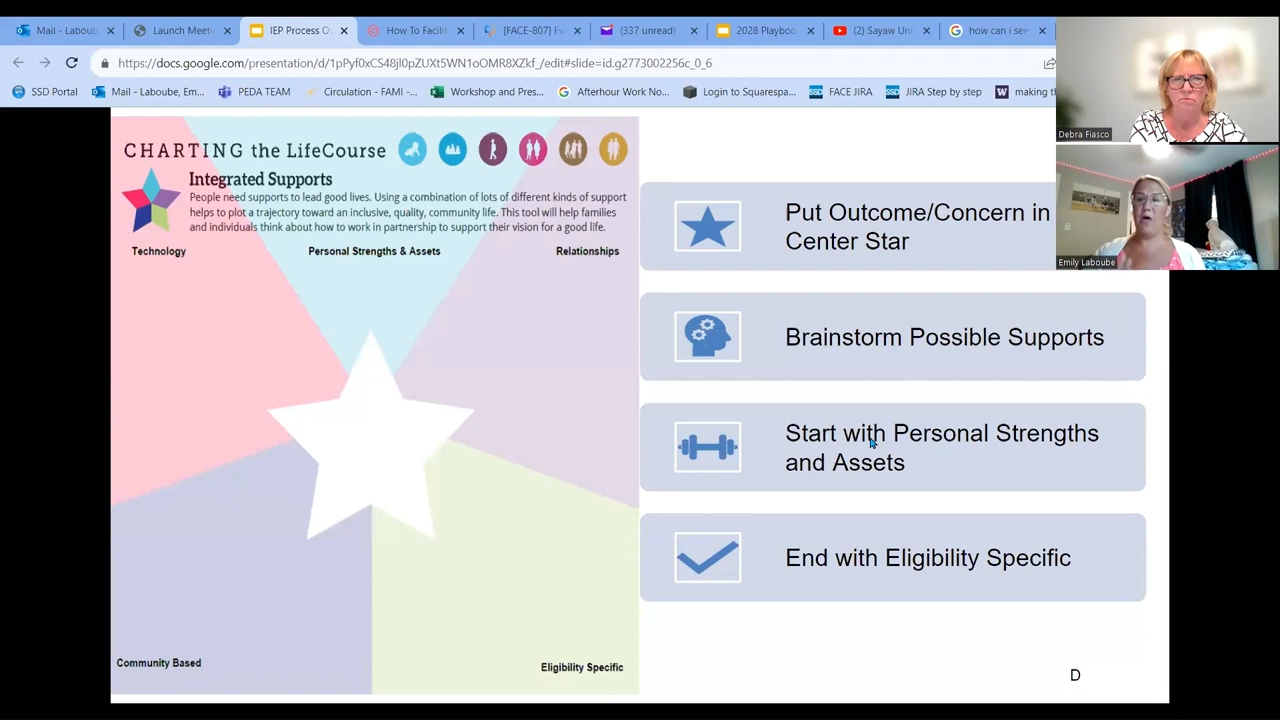 Mail - Laboub
Launch Meeti
IEP Process O
How To Facilit
[FACE-807] Fw
(337 unread)
2028 Playboo
(2) Sayaw Un
how can i see
https://docs.google.com/presentation/d/1pPyf0xCS48jl0pZUXt5WN1oOMR8XZkf_/edit#slide=id.g2773002256c_0_6
SSD Portal
Mail - Laboube, Em...
PEDA TEAM
Circulation - FAMI -...
Workshop and Pres...
Afterhour Work No...
Login to Squarespa...
SSD FACE JIRA
SSD JIRA Step by step
W making th
Debra Fiasco
Emily Laboube
CHARTING the LifeCourse
Integrated Supports
People need supports to lead good lives. Using a combination of lots of different kinds of support
helps to plot a trajectory toward an inclusive, quality, community life. This tool will help families
and individuals think about how to work in partnership to support their vision for a good life.
Technology
Personal Strengths & Assets
Relationships
Community Based
Eligibility Specific
Put Outcome/Concern in
Center Star
Brainstorm Possible Supports
Start with Personal Strengths
and Assets
End with Eligibility Specific
D